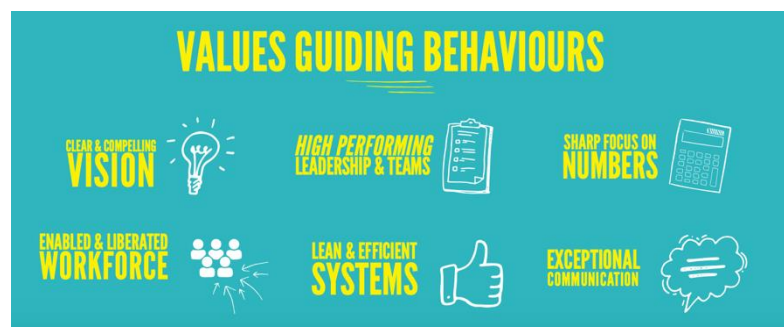 VALUES GUIDING BEHAVIOURS
CLEAR & COMPELLING
VISION
HIGH PERFORMING
LEADERSHIP & TEAMS
SHARP FOCUS ON
NUMBERS
ENABLED & LIBERATED
WORKFORCE
LEAN & EFFICIENT
SYSTEMS
EXCEPTIONAL
COMMUNICATION